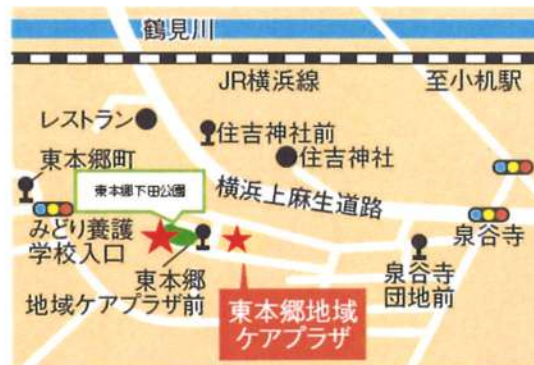 鶴見川
JR横浜線
至小机駅
レストラン
住吉神社前
住吉神社
東本郷町
東本郷下田公園
横浜上麻生道路
みどり養護
学校入口
泉谷寺
東本郷
地域ケアプラザ前
泉谷寺
団地前
東本郷地域
ケアプラザ